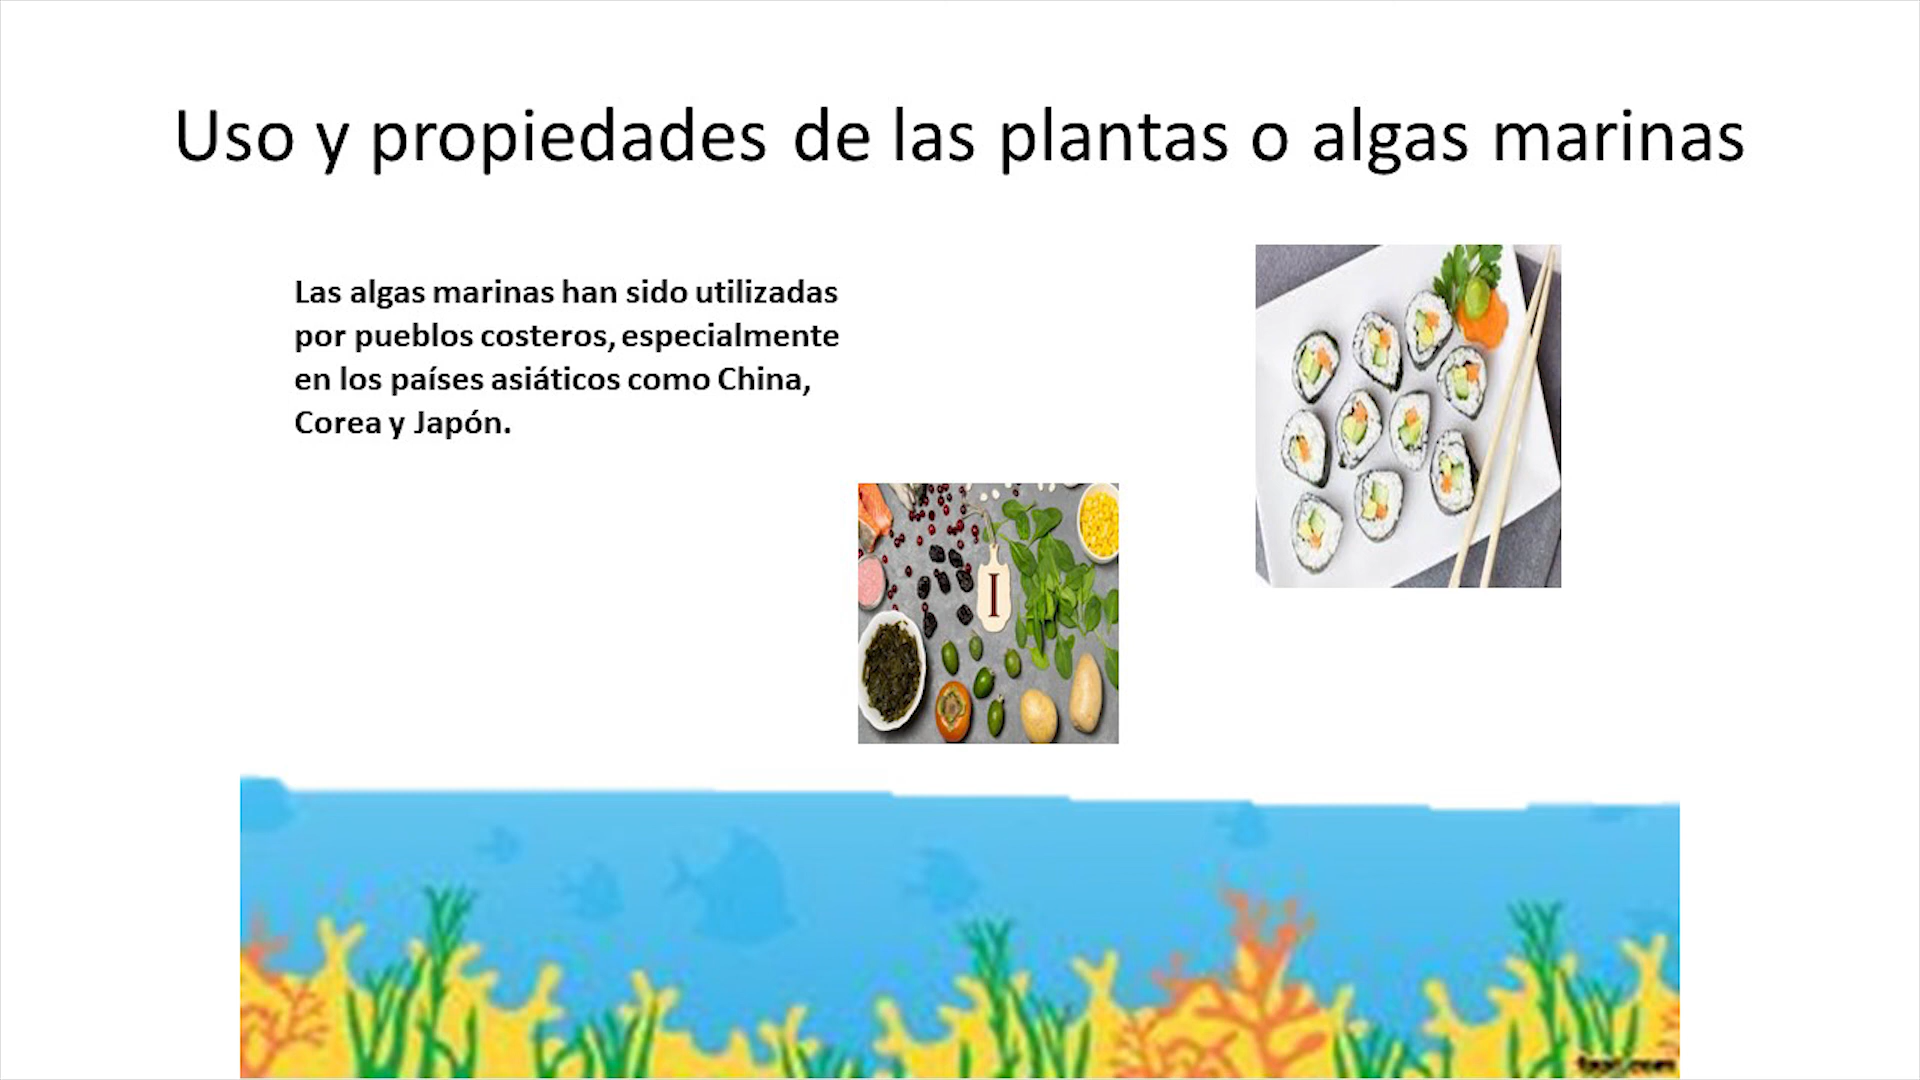 Uso y propiedades de las plantas o algas marinas
Las algas marinas han sido utilizadas
por pueblos costeros, especialmente
en los países asiáticos como China,
Corea y Japón.
I